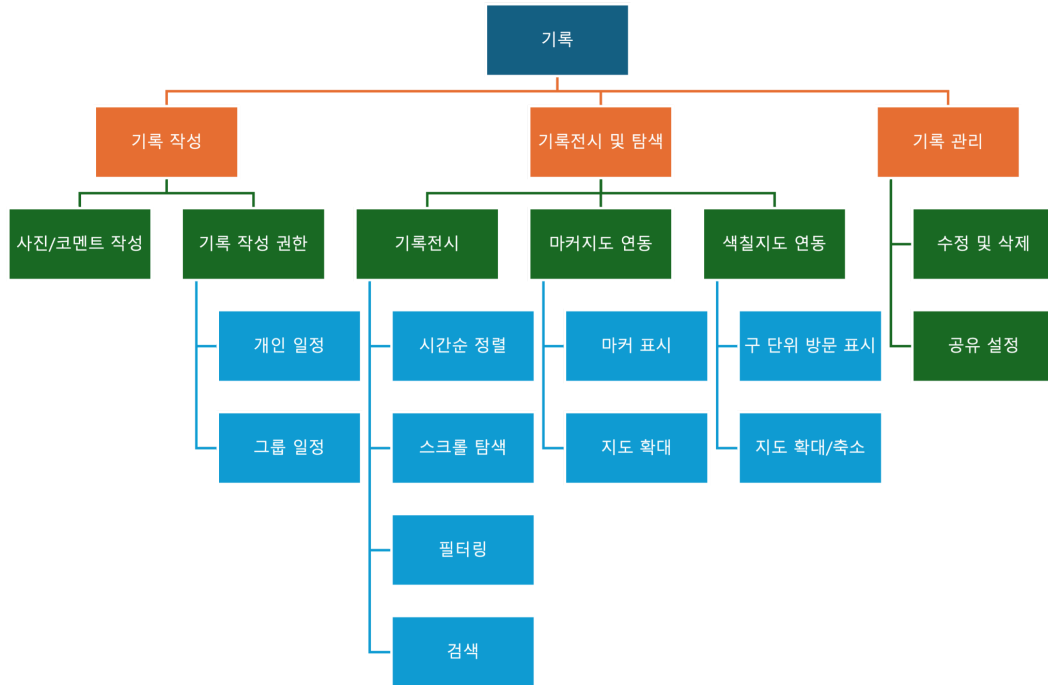 기록
기록 작성
기록전시 및 탐색
기록 관리
사진/코멘트 작성
기록 작성 권한
기록전시
마커지도 연동
색칠지도 연동
수정 및 삭제
개인 일정
시간순 정렬
마커 표시
구 단위 방문 표시
공유 설정
그룹 일정
스크롤 탐색
지도 확대
지도 확대/축소
필터링
검색